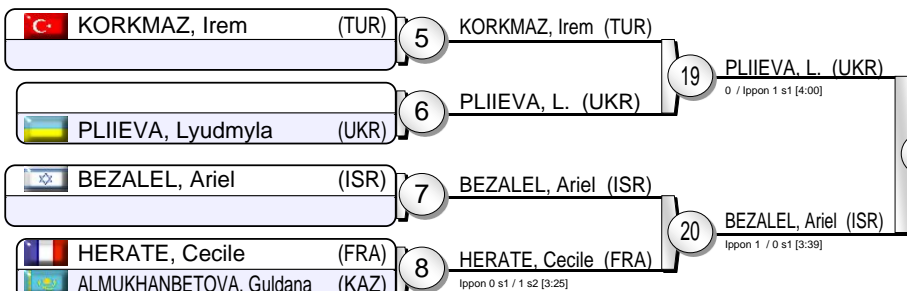 KORKMAZ, Irem (TUR)
5
KORKMAZ, Irem (TUR)
19
PLIIEVA, L. (UKR)
0 / Ippon 1 s1 [4:00]
6
PLIIEVA, L. (UKR)
PLIIEVA, Lyudmyla (UKR)
BEZALEL, Ariel (ISR)
7
BEZALEL, Ariel (ISR)
20
BEZALEL, Ariel (ISR)
Ippon 1 / 0 s1 [3:39]
HERATE, Cecile (FRA)
8
HERATE, Cecile (FRA)
Ippon 0 s1 / 1 s2 [3:25]
ALMUKHANBETOVA, Guldana (KAZ)